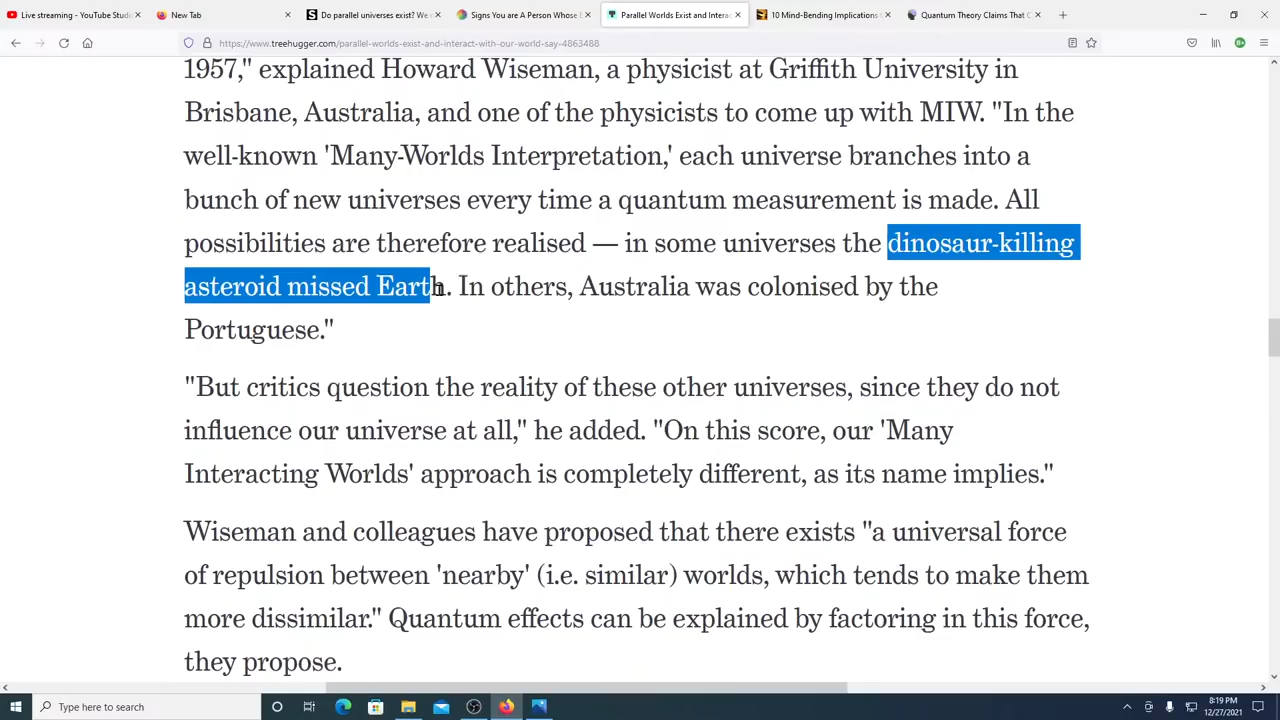 Live streaming - YouTube Studi
New Tab
Do parallel universes exist? We
Signs You Are A Person Whose E
Parallel Worlds Exist and Intera
10 Mind-Bending Implications
Quantum Theory Claims That C
https://www.treehugger.com/parallel-worlds-exist-and-interact-with-our-world-say-4863488
1957," explained Howard Wiseman, a physicist at Griffith University in
Brisbane, Australia, and one of the physicists to come up with MIW. "In the
well-known 'Many-Worlds Interpretation,' each universe branches into a
bunch of new universes every time a quantum measurement is made. All
possibilities are therefore realised — in some universes the dinosaur-killing
asteroid missed Earth. In others, Australia was colonised by the
Portuguese."
"But critics question the reality of these other universes, since they do not
influence our universe at all," he added. "On this score, our 'Many
Interacting Worlds' approach is completely different, as its name implies."
Wiseman and colleagues have proposed that there exists "a universal force
of repulsion between 'nearby' (i.e. similar) worlds, which tends to make them
more dissimilar." Quantum effects can be explained by factoring in this force,
they propose.
Type here to search
8:19 PM
12/27/2021